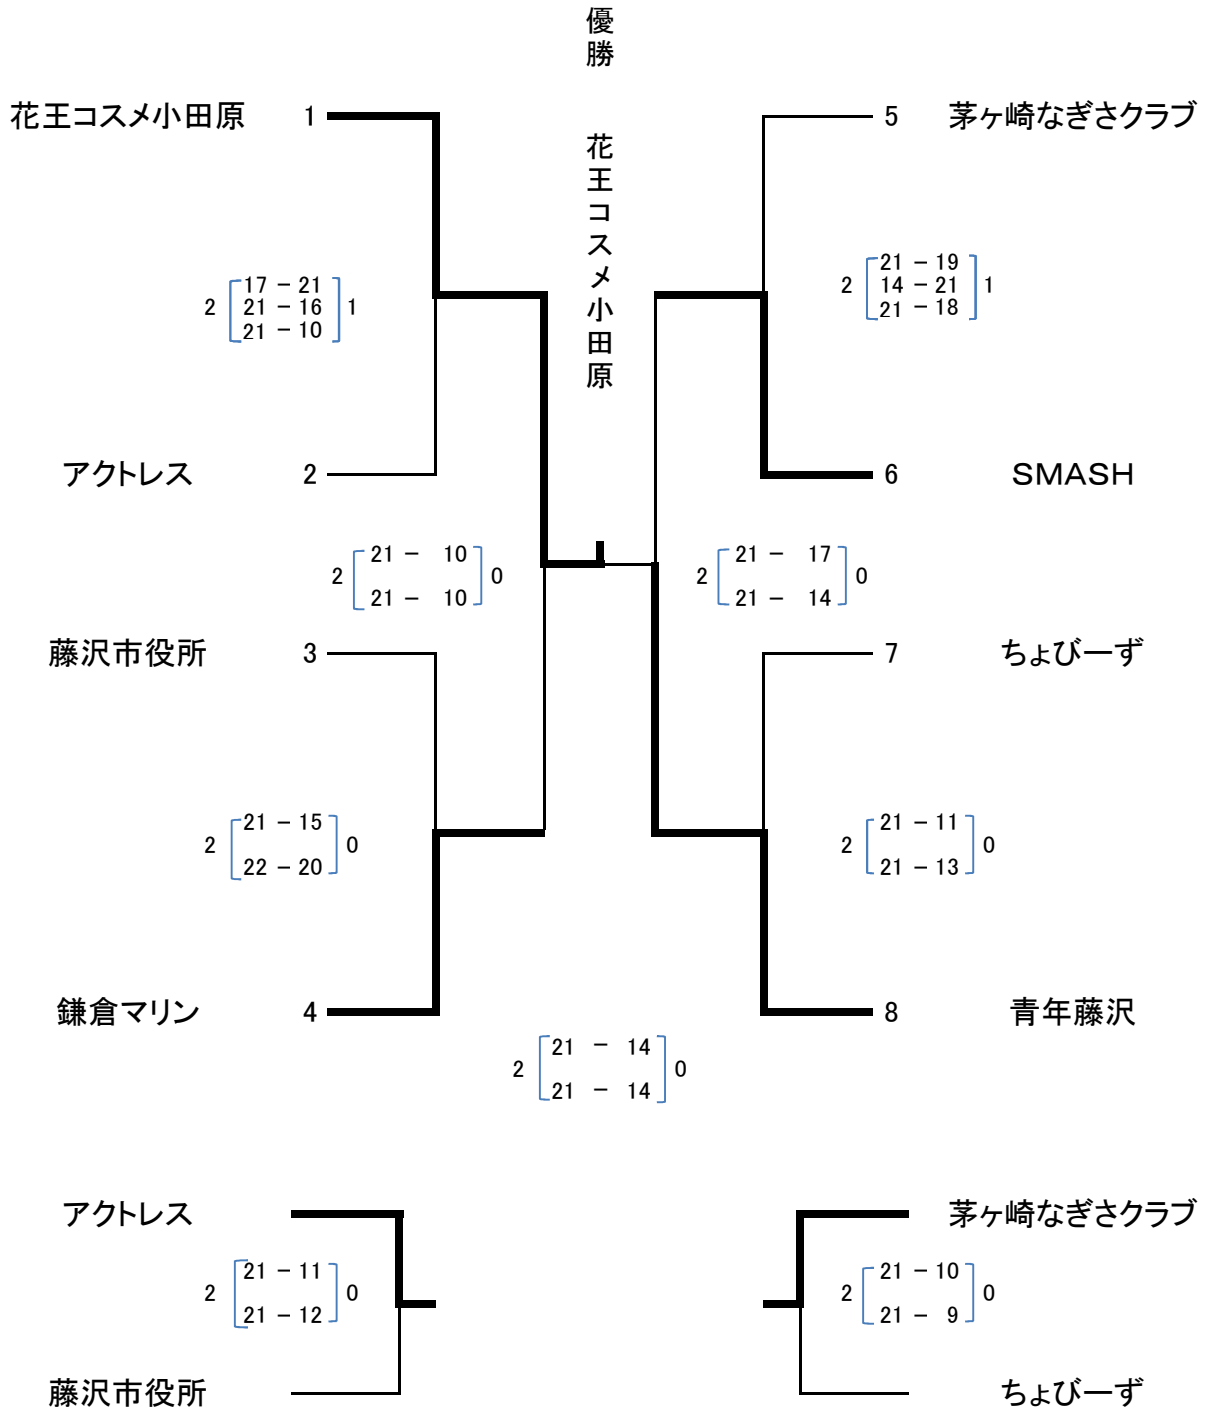 優勝 花王コスメ小田原
花王コスメ小田原 1
5 茅ヶ崎なぎさクラブ
17 － 21
2 21 － 16 1
21 － 10
21 － 19
2 14 － 21 1
21 － 18
アクトレス 2
6 SMASH
21 － 10
2 0
21 － 10
21 － 17
2 0
21 － 14
藤沢市役所 3
7 ちょびーず
21 － 15
2 0
22 － 20
21 － 11
2 0
21 － 13
鎌倉マリン 4
8 青年藤沢
21 － 14
2 0
21 － 14
アクトレス
茅ヶ崎なぎさクラブ
21 － 11
2 0
21 － 12
21 － 10
2 0
21 － 9
藤沢市役所
ちょびーず